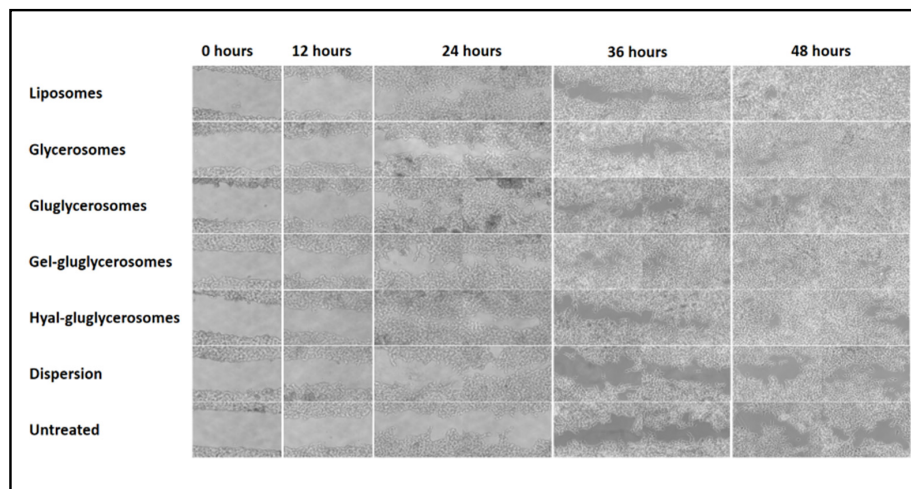 0 hours 12 hours 24 hours 36 hours 48 hours
Liposomes
Glycerosomes
Gluglycerosomes
Gel-gluglycerosomes
Hyal-gluglycerosomes
Dispersion
Untreated